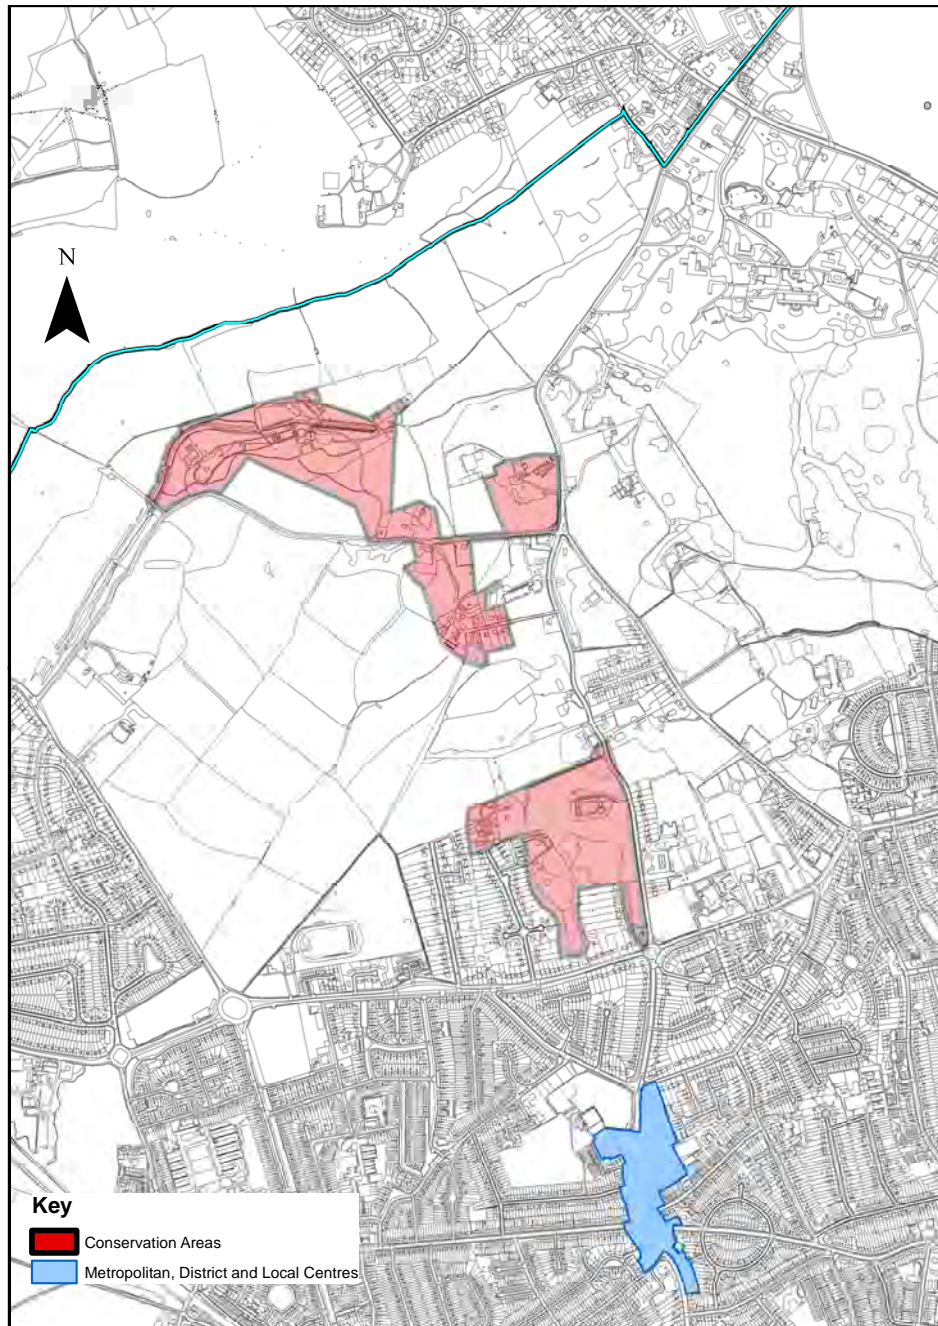 N
Key
Conservation Areas
Metropolitan, District and Local Centres